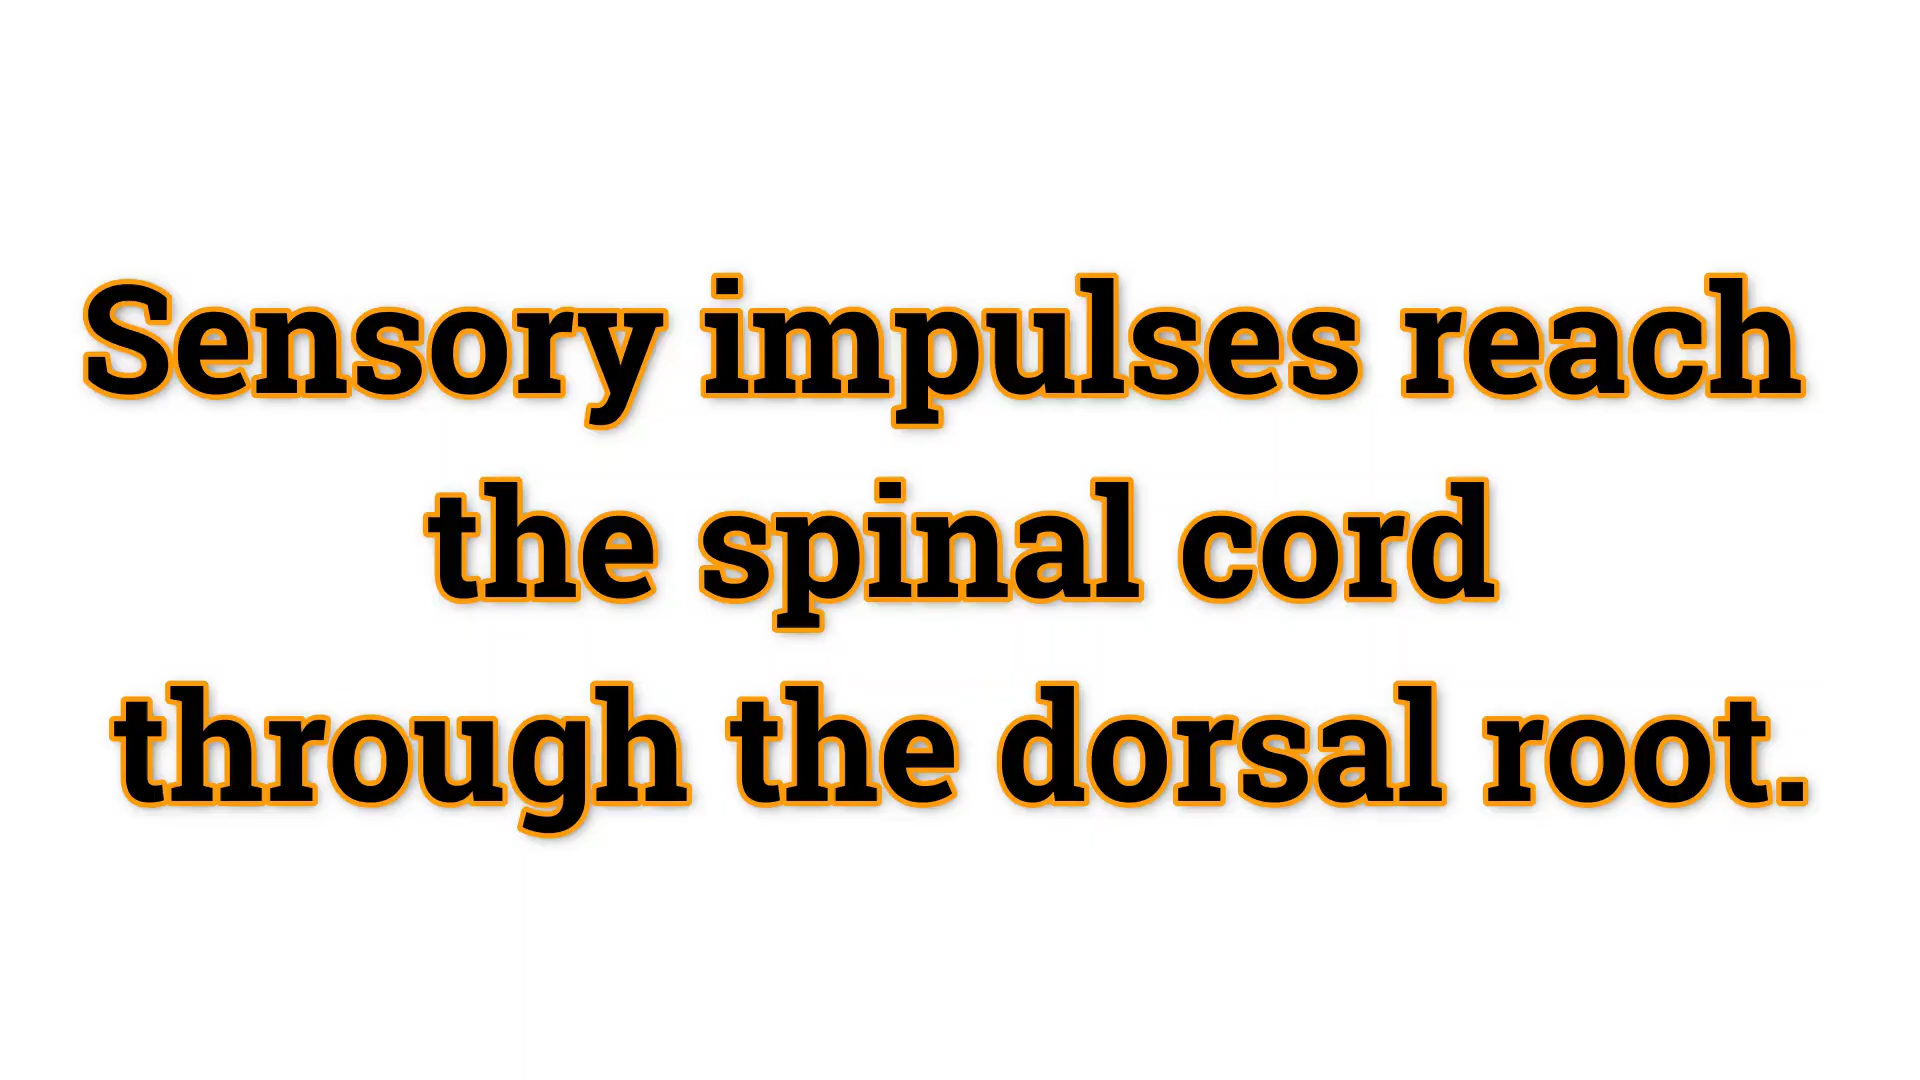 Sensory impulses reach
the spinal cord
through the dorsal root.